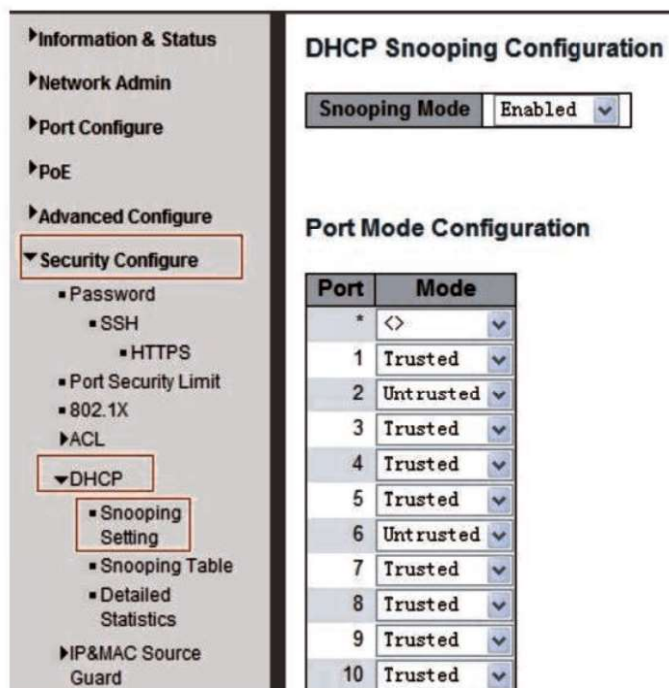 Information & Status
Network Admin
Port Configure
PoE
Advanced Configure
Security Configure
Password
SSH
HTTPS
Port Security Limit
802.1X
ACL
DHCP
Snooping
Setting
Snooping Table
Detailed
Statistics
IP&MAC Source
Guard
DHCP Snooping Configuration
Snooping Mode Enabled
Port Mode Configuration
Port Mode
* <>
1 Trusted
2 Untrusted
3 Trusted
4 Trusted
5 Trusted
6 Untrusted
7 Trusted
8 Trusted
9 Trusted
10 Trusted